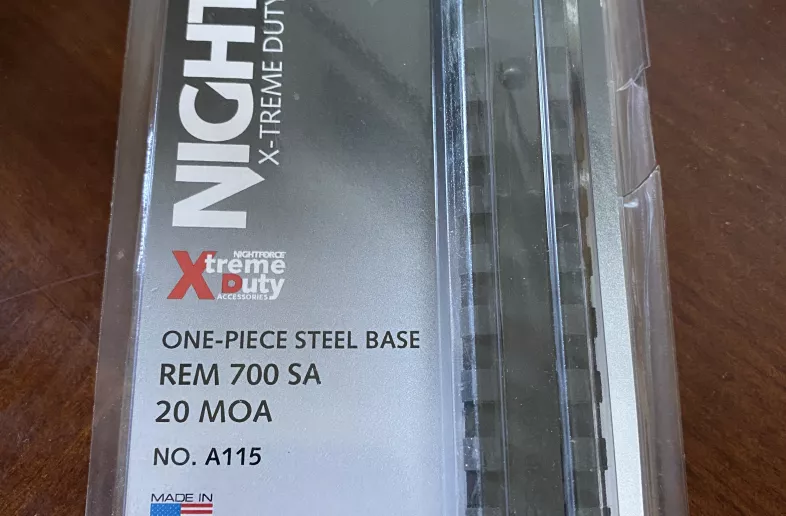 NIGHT
X-TREME DUTY
NIGHTFORCE
Xtreme
Duty
ACCESSORIES
ONE-PIECE STEEL BASE
REM 700 SA
20 MOA
NO. A115
MADE IN